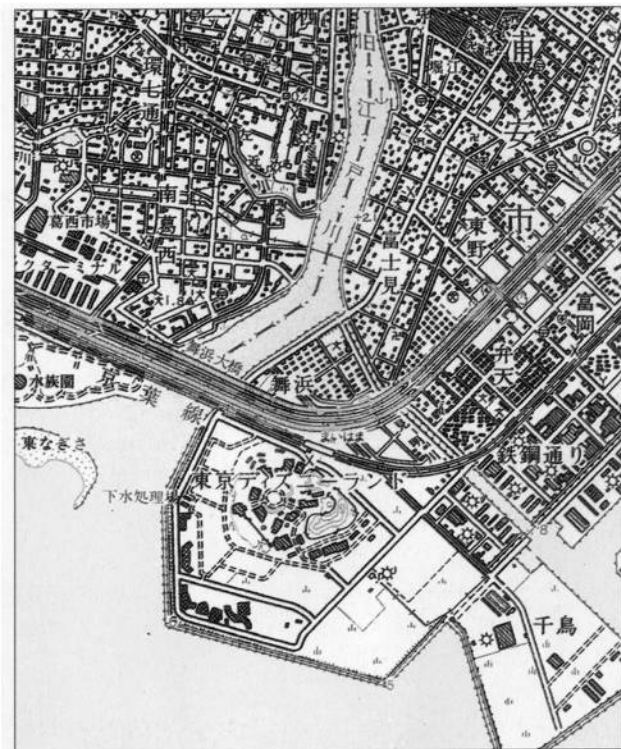 環七通り
旧江戸川
堀江
浦安市
南葛西
葛西市場
ターミナル
富士見
東野
富岡
弁天
舞浜大橋
舞浜
水族園
京葉線
まいはま
東なぎさ
東京ディズニーランド
鉄鋼通り
下水処理場
千鳥